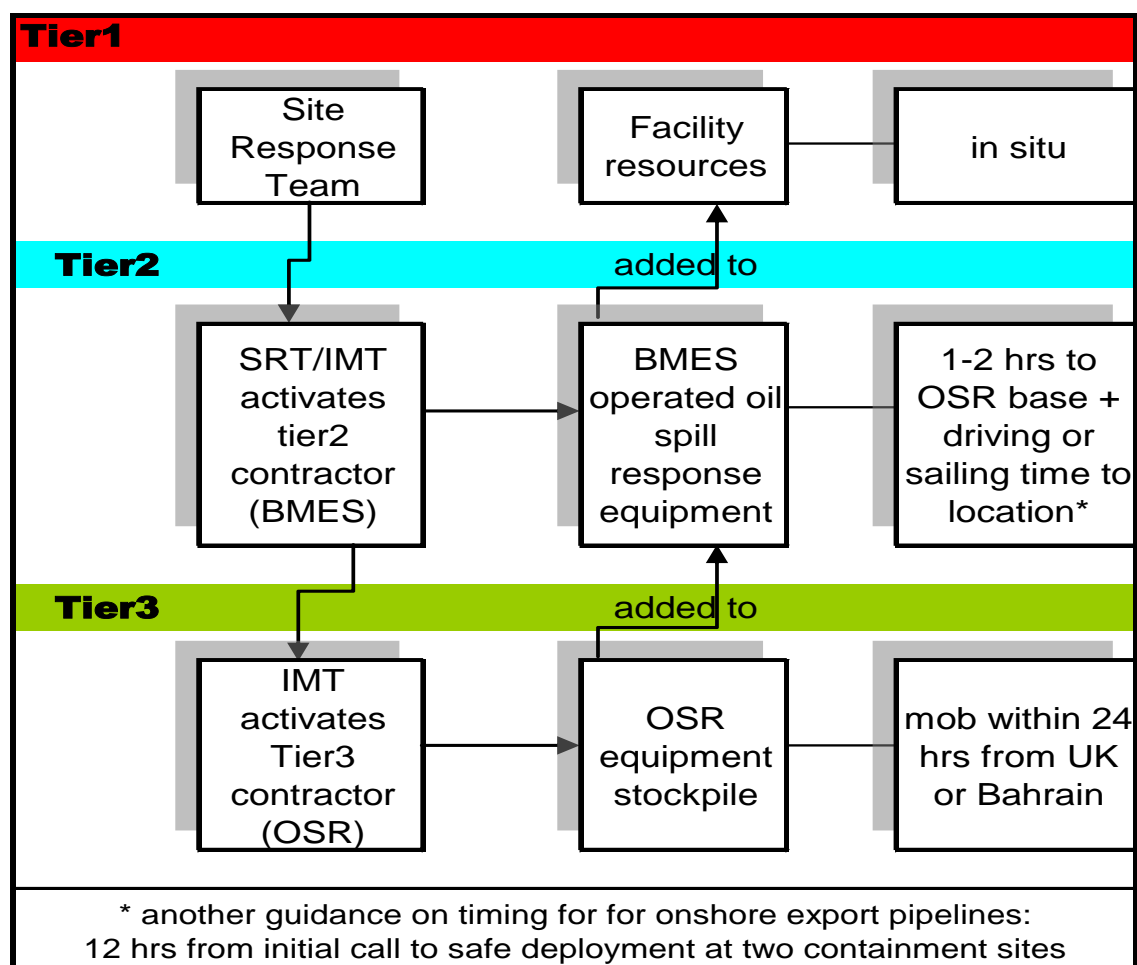 Tier1
Site
Response
Team
Facility
resources
in situ
Tier2
added to
SRT/IMT
activates
tier2
contractor
(BMES)
BMES
operated oil
spill
response
equipment
1-2 hrs to
OSR base +
driving or
sailing time to
location*
Tier3
added to
IMT
activates
Tier3
contractor
(OSR)
OSR
equipment
stockpile
mob within 24
hrs from UK
or Bahrain
* another guidance on timing for for onshore export pipelines:
12 hrs from initial call to safe deployment at two containment sites